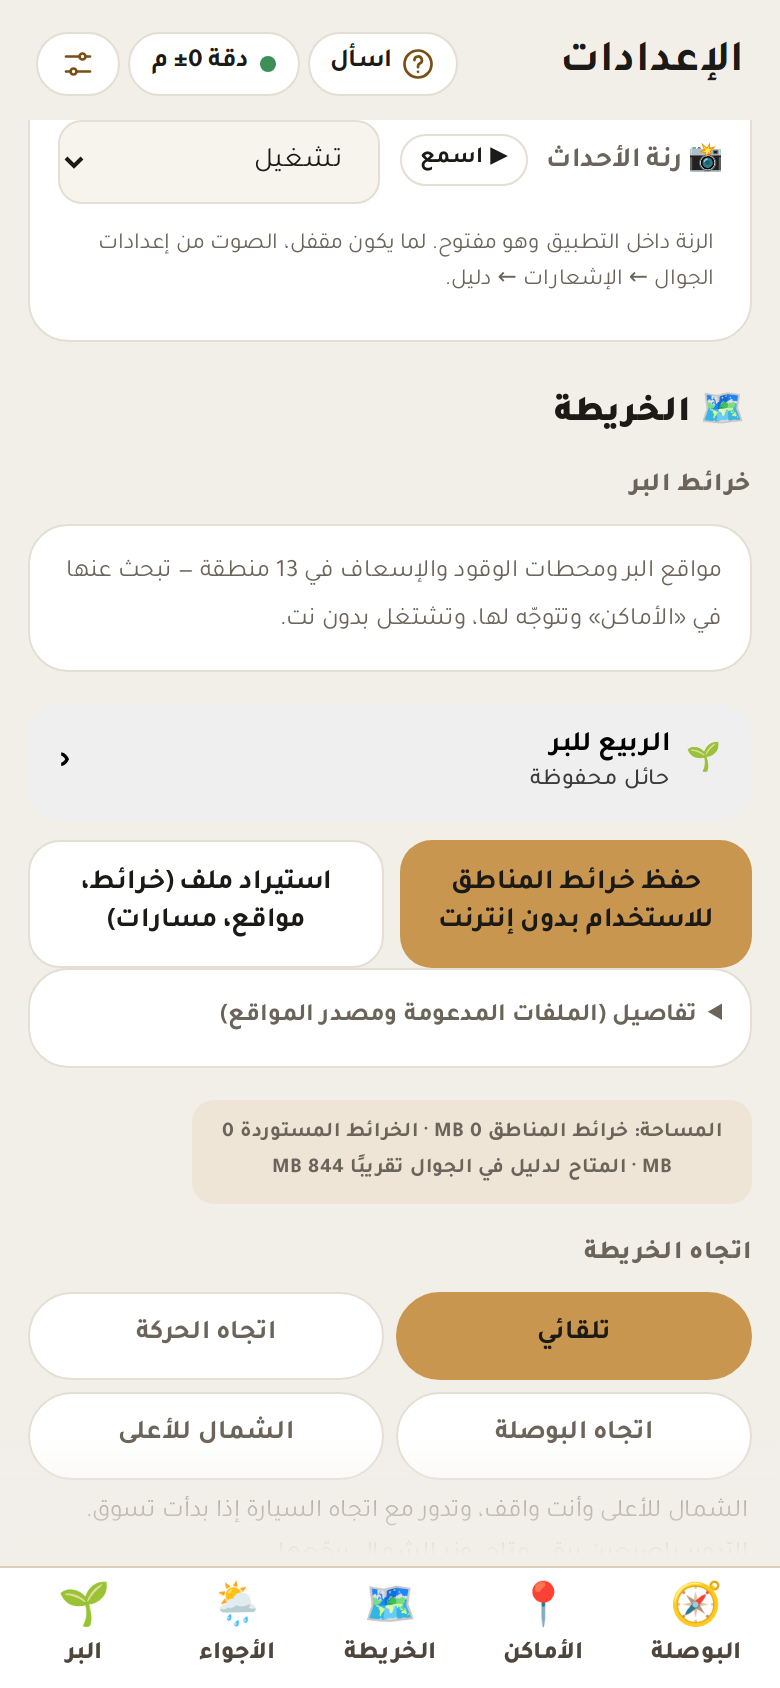 الإعدادات
اسأل
دقة ±0 م
رنة الأحداث
▶ اسمع
تشغيل
الرنة داخل التطبيق وهو مفتوح. لما يكون مقفل، الصوت من إعدادات
الجوال ← الإشعارات ← دليل.
الخريطة
خرائط البر
مواقع البر ومحطات الوقود والإسعاف في 13 منطقة – تبحث عنها
في «الأماكن» وتتوجّه لها، وتشتغل بدون نت.
الربيع للبر
حائل محفوظة
حفظ خرائط المناطق
للاستخدام بدون إنترنت
استيراد ملف (خرائط،
مواقع، مسارات)
تفاصيل (الملفات المدعومة ومصدر المواقع)
المساحة: خرائط المناطق 0 MB · الخرائط المستوردة 0
MB · المتاح لدليل في الجوال تقريبًا 844 MB
اتجاه الخريطة
تلقائي
اتجاه الحركة
اتجاه البوصلة
الشمال للأعلى
الشمال للأعلى وأنت واقف، وتدور مع اتجاه السيارة إذا بدأت تسوق.
البوصلة
الأماكن
الخريطة
الأجواء
البر